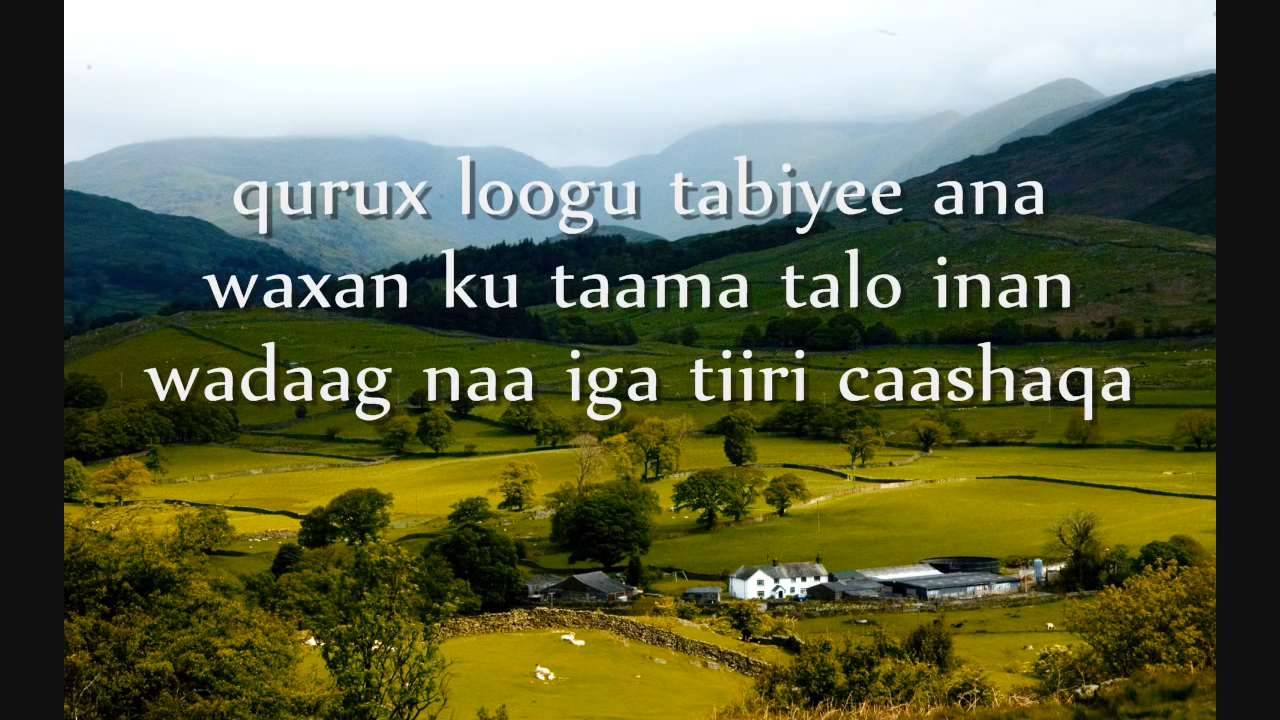 qurux loogu tabiyee ana
waxan ku taama talo inan
wadaag naa iga tiiri caashaqa